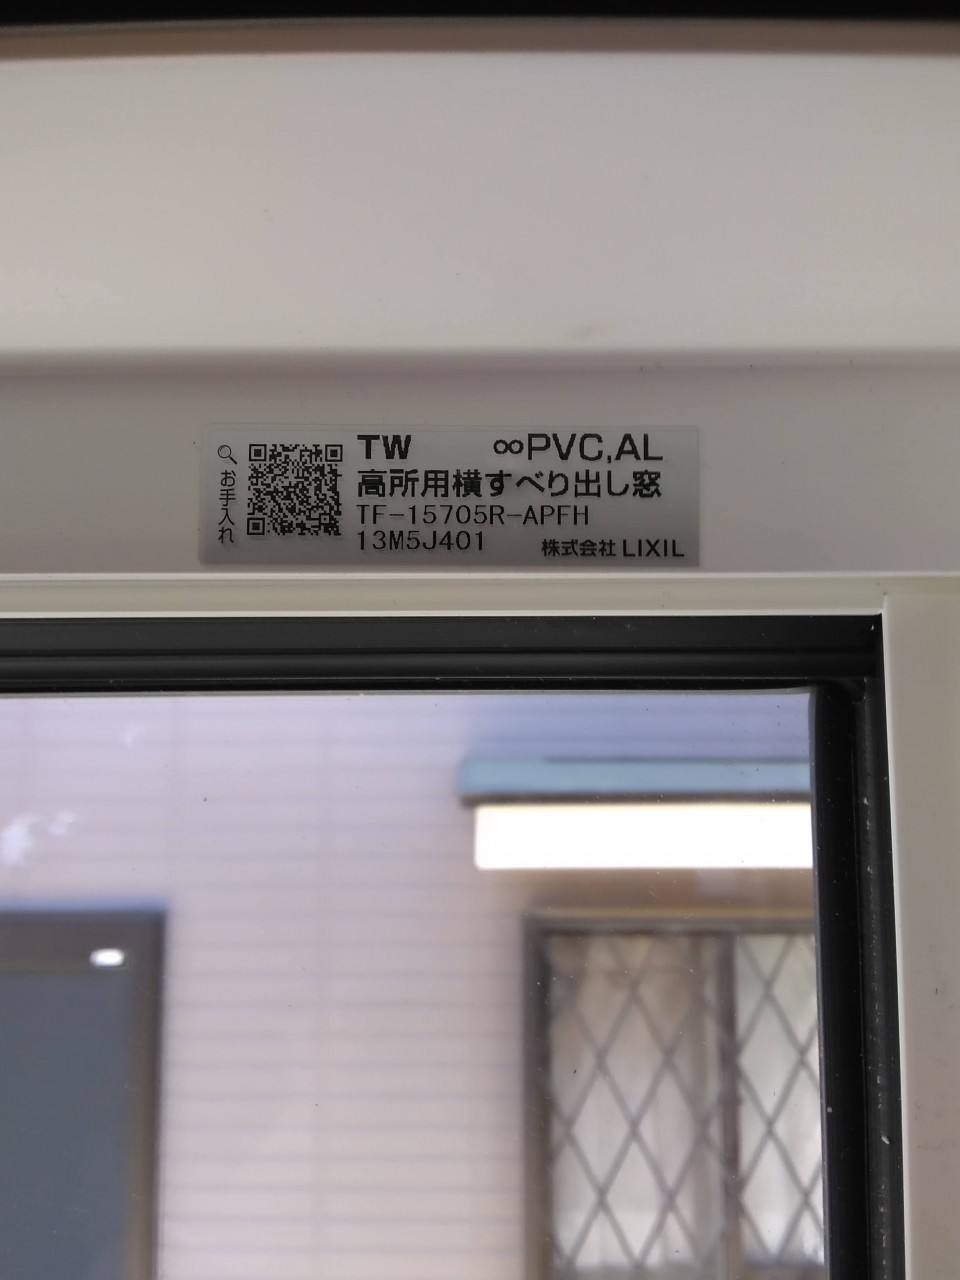 お手入れ
TW ∞PVC,AL
高所用横すべり出し窓
TF-15705R-APFH
13M5J401 株式会社 LIXIL